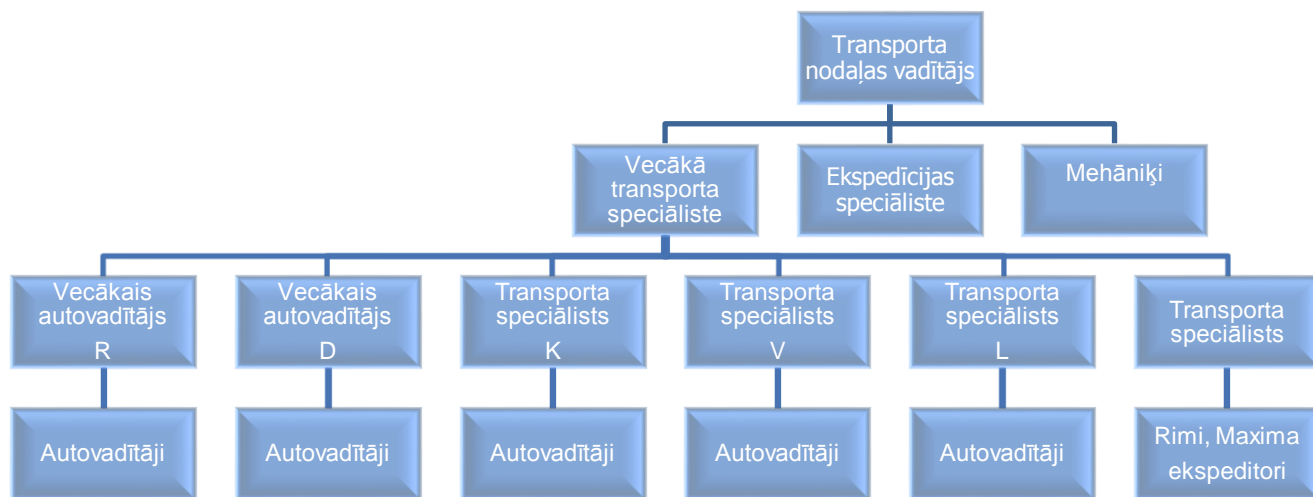 Transporta
nodaļas vadītājs
Vecākā
transporta
speciāliste
Ekspedīcijas
speciāliste
Mehāniķi
Vecākais
autovadītājs
R
Vecākais
autovadītājs
D
Transporta
speciālists
K
Transporta
speciālists
V
Transporta
speciālists
L
Transporta
speciālists
Autovadītāji
Autovadītāji
Autovadītāji
Autovadītāji
Autovadītāji
Rimi, Maxima
ekspeditori